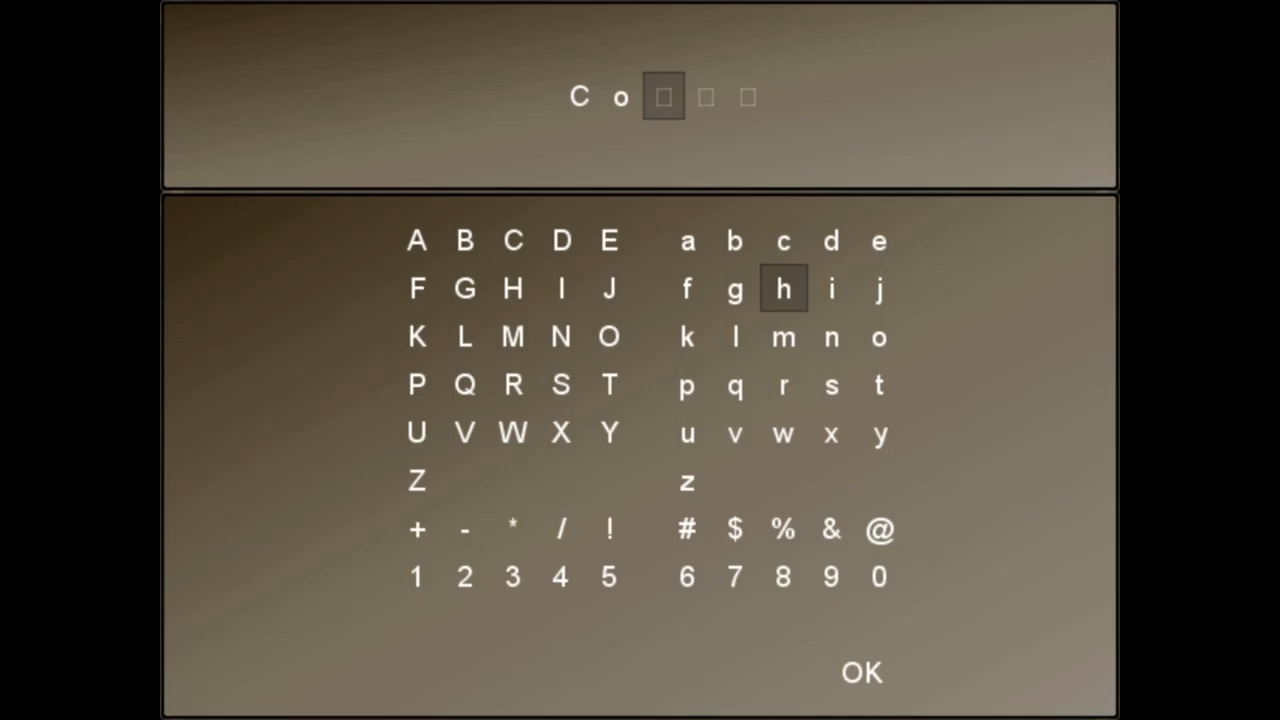 C o
A B C D E a b c d e
F G H I J f g h i j
K L M N O k l m n o
P Q R S T p q r s t
U V W X Y u v w x y
Z z
+ - * / ! # $ % & @
1 2 3 4 5 6 7 8 9 0
OK